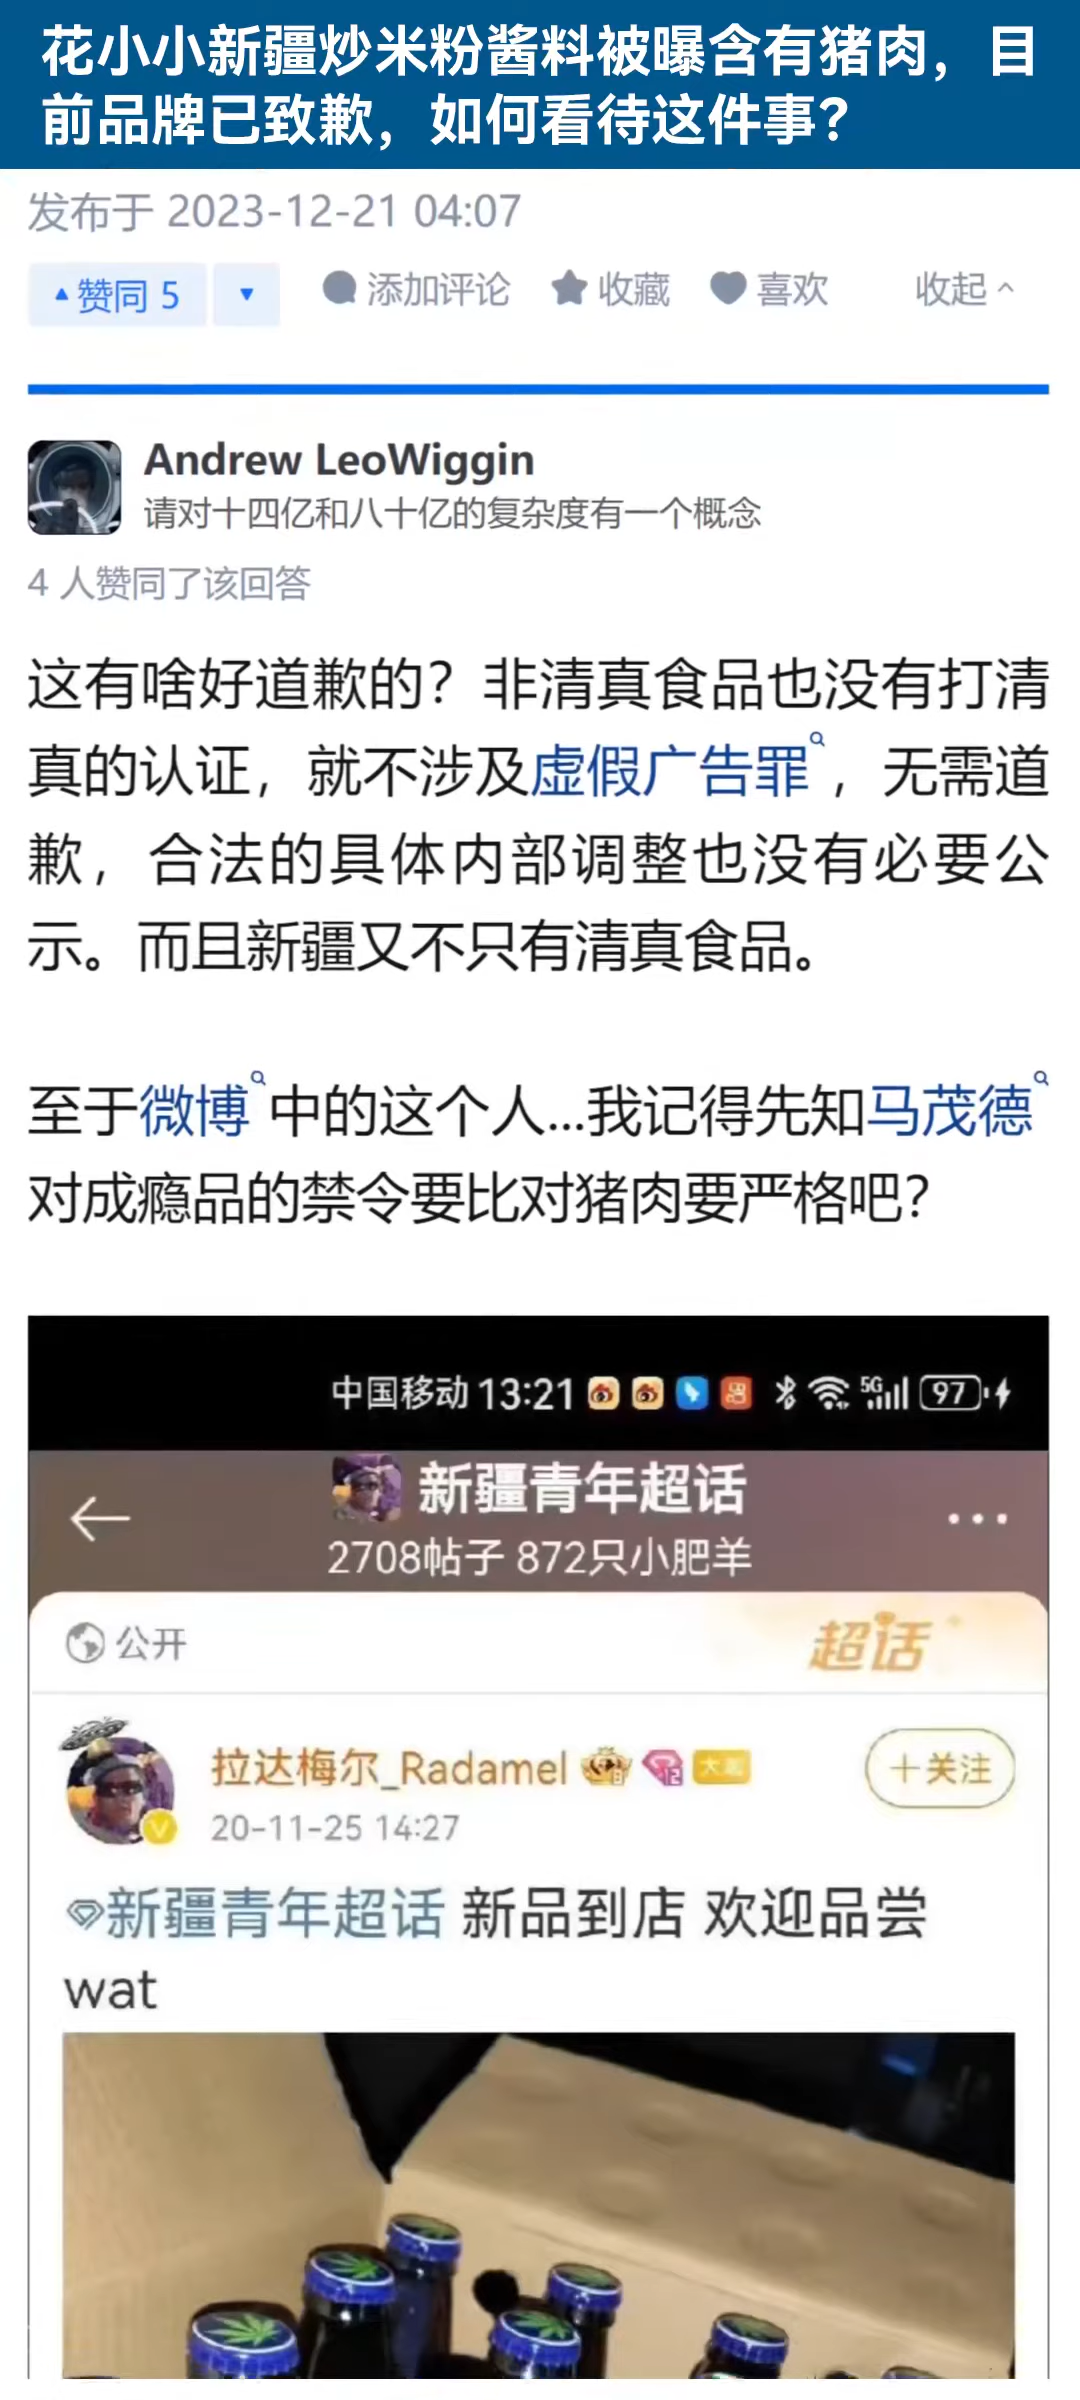 花小小新疆炒米粉酱料被曝含有猪肉，目
前品牌已致歉，如何看待这件事？
发布于 2023-12-21 04:07
赞同 5
添加评论
收藏
喜欢
收起
Andrew LeoWiggin
请对十四亿和八十亿的复杂度有一个概念
4 人赞同了该回答
这有啥好道歉的？非清真食品也没有打清
真的认证，就不涉及虚假广告罪，无需道
歉，合法的具体内部调整也没有必要公
示。而且新疆又不只有清真食品。
至于微博中的这个人...我记得先知马茂德
对成瘾品的禁令要比对猪肉要严格吧？
中国移动 13:21
5G
97
新疆青年超话
2708帖子 872只小肥羊
公开
超话
拉达梅尔_Radamel
十关注
20-11-25 14:27
新疆青年超话 新品到店 欢迎品尝
wat